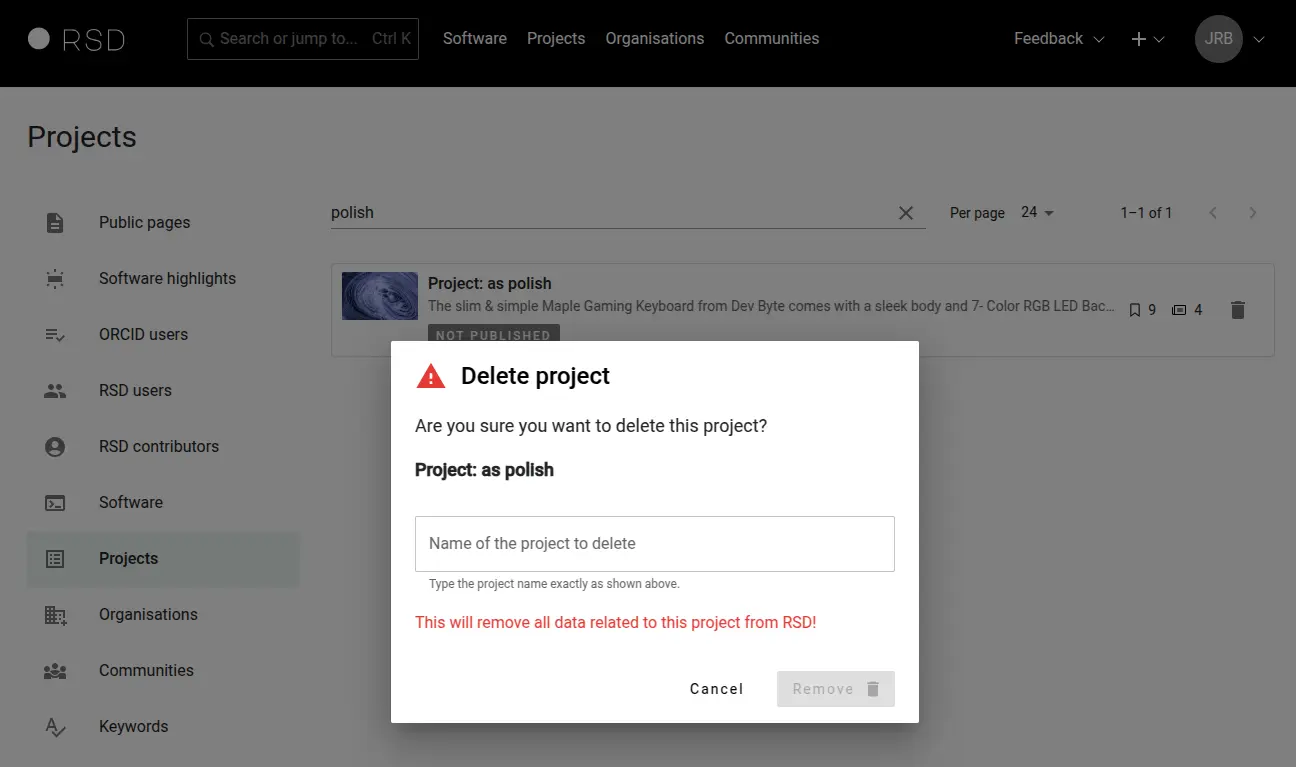 RSD
Search or jump to... Ctrl K
Software
Projects
Organisations
Communities
Feedback
JRB
Projects
Public pages
Software highlights
ORCID users
RSD users
RSD contributors
Software
Projects
Organisations
Communities
Keywords
polish
Per page 24
1–1 of 1
Project: as polish
The slim & simple Maple Gaming Keyboard from Dev Byte comes with a sleek body and 7- Color RGB LED Bac...
NOT PUBLISHED
9
4
Delete project
Are you sure you want to delete this project?
Project: as polish
Name of the project to delete
Type the project name exactly as shown above.
This will remove all data related to this project from RSD!
Cancel
Remove